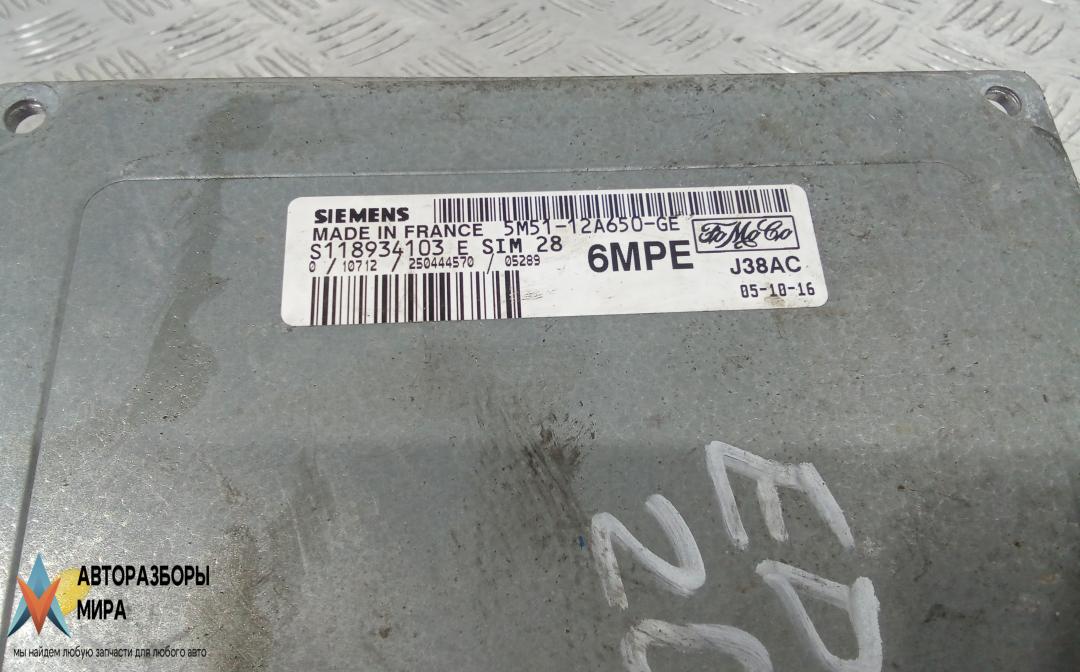 SIEMENS
MADE IN FRANCE 5M51-12A650-GE
FoMoCo
S118934103 E SIM 28
6MPE
0 / 10712 / 250444570 / 05289
J38AC
05-10-16
АВТОРАЗБОРЫ
МИРА
мы найдем любую запчасти для любого авто